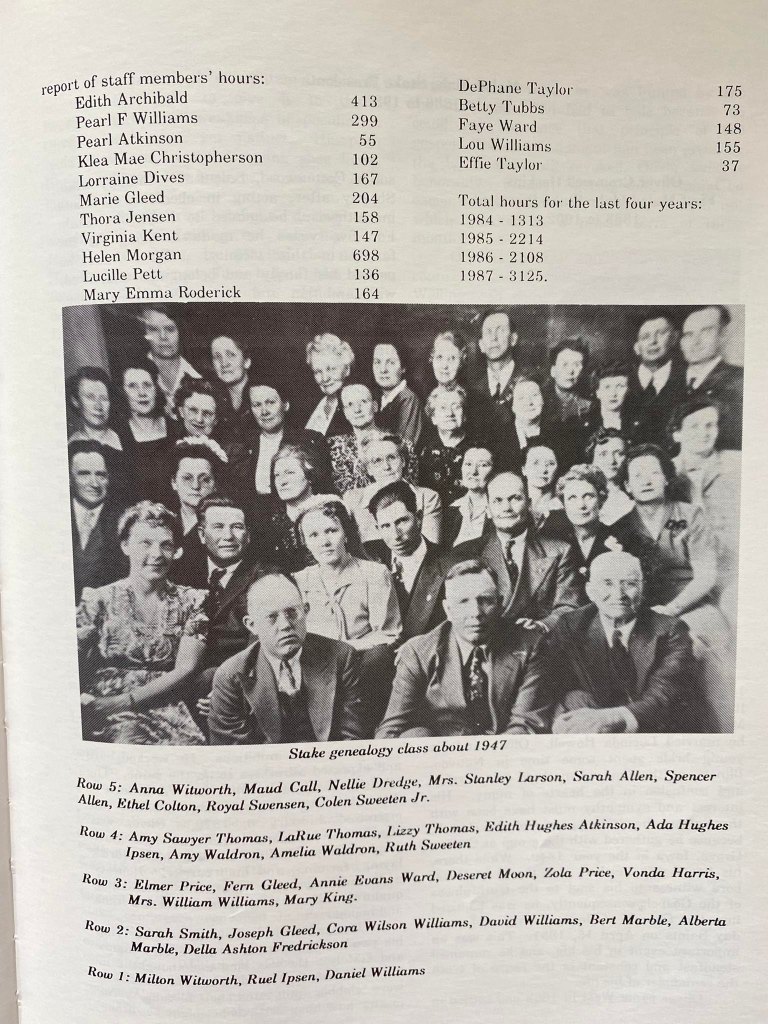 report of staff members' hours:
Edith Archibald 413
Pearl F Williams 299
Pearl Atkinson 55
Klea Mae Christopherson 102
Lorraine Dives 167
Marie Gleed 204
Thora Jensen 158
Virginia Kent 147
Helen Morgan 698
Lucille Pett 136
Mary Emma Roderick 164
DePhane Taylor 175
Betty Tubbs 73
Faye Ward 148
Lou Williams 155
Effie Taylor 37
Total hours for the last four years:
1984 - 1313
1985 - 2214
1986 - 2108
1987 - 3125.
Stake genealogy class about 1947
Row 5: Anna Witworth, Maud Call, Nellie Dredge, Mrs. Stanley Larson, Sarah Allen, Spencer
Allen, Ethel Colton, Royal Swensen, Colen Sweeten Jr.
Row 4: Amy Sawyer Thomas, LaRue Thomas, Lizzy Thomas, Edith Hughes Atkinson, Ada Hughes
Ipsen, Amy Waldron, Amelia Waldron, Ruth Sweeten
Row 3: Elmer Price, Fern Gleed, Annie Evans Ward, Deseret Moon, Zola Price, Vonda Harris,
Mrs. William Williams, Mary King.
Row 2: Sarah Smith, Joseph Gleed, Cora Wilson Williams, David Williams, Bert Marble, Alberta
Marble, Della Ashton Fredrickson
Row 1: Milton Witworth, Ruel Ipsen, Daniel Williams